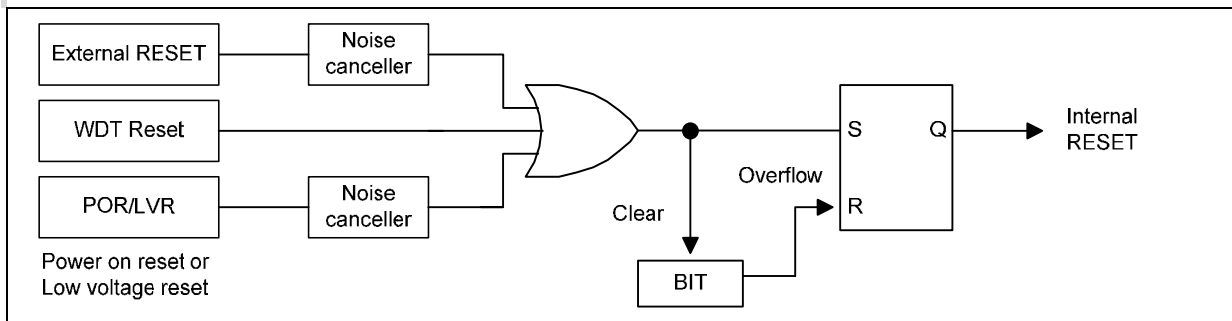 External RESET
Noise
canceller
WDT Reset
POR/LVR
Noise
canceller
Power on reset or
Low voltage reset
Clear
BIT
Overflow
S
Q
R
Internal
RESET